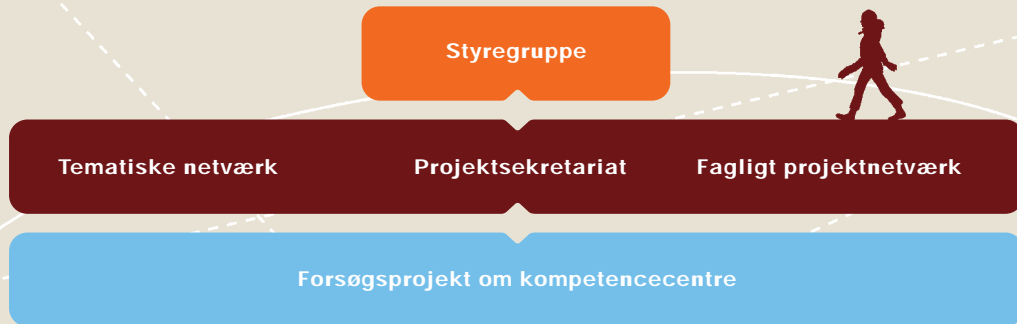 Styregruppe
Tematiske netværk Projektsekretariat Fagligt projektnetværk
Forsøgsprojekt om kompetencecentre